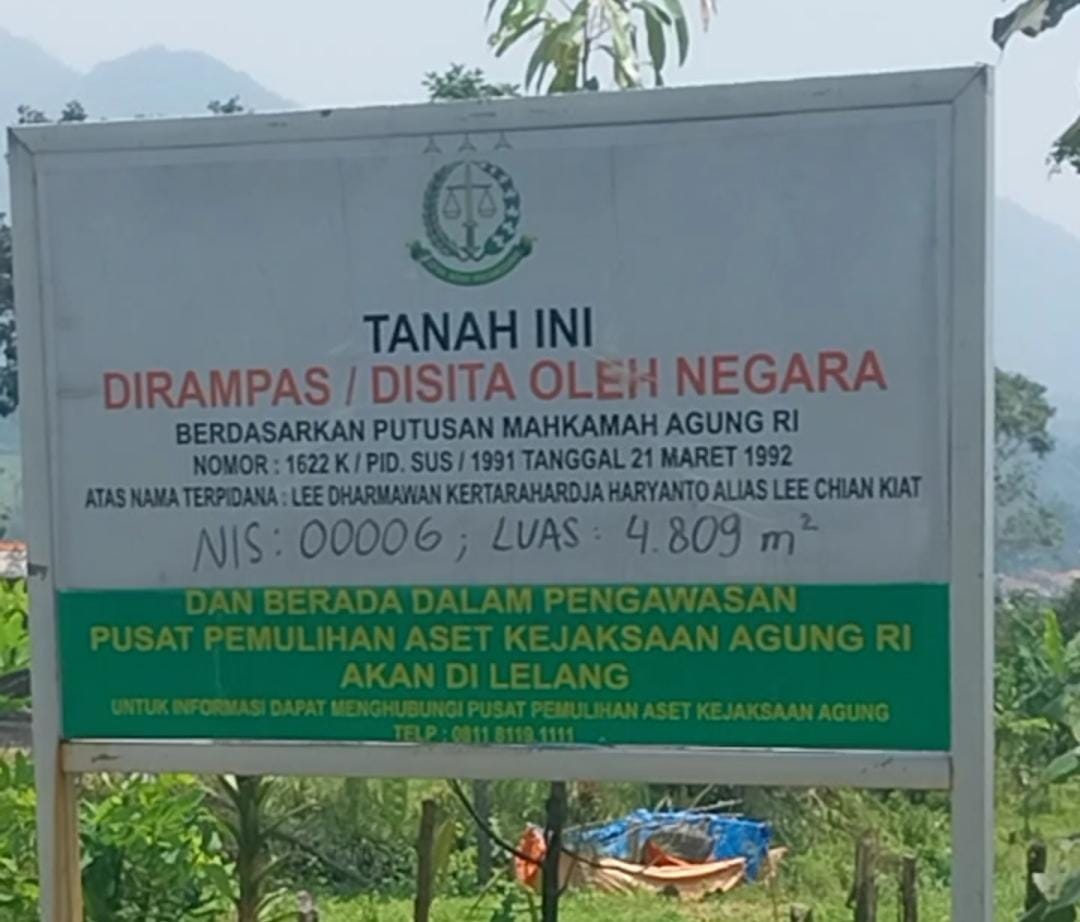 TANAH INI
DIRAMPAS / DISITA OLEH NEGARA
BERDASARKAN PUTUSAN MAHKAMAH AGUNG RI
NOMOR : 1622 K / PID. SUS / 1991 TANGGAL 21 MARET 1992
ATAS NAMA TERPIDANA : LEE DHARMAWAN KERTARAHARDJA HARYANTO ALIAS LEE CHIAN KIAT
NIS : 00006 ; LUAS : 4.809 m²
DAN BERADA DALAM PENGAWASAN
PUSAT PEMULIHAN ASET KEJAKSAAN AGUNG RI
AKAN DI LELANG
UNTUK INFORMASI DAPAT MENGHUBUNGI PUSAT PEMULIHAN ASET KEJAKSAAN AGUNG
TELP : 0811 8119 1111